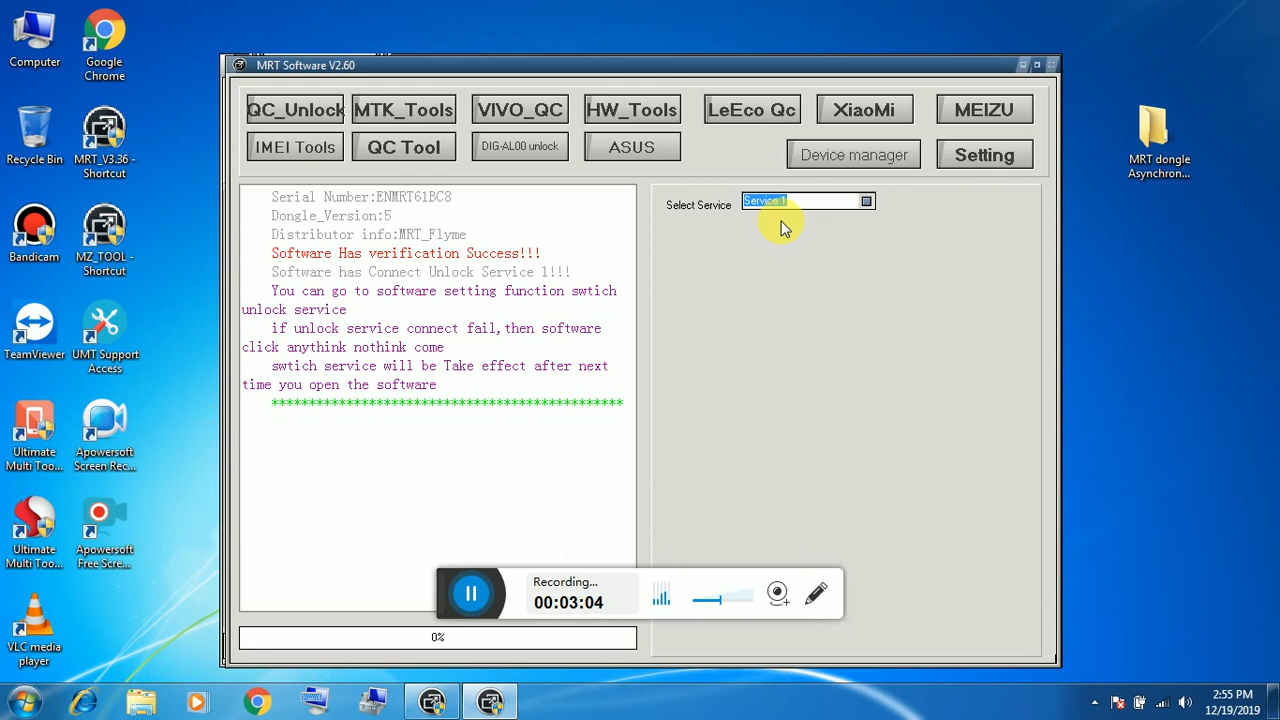 Computer
Google
Chrome
Recycle Bin
MRT_V3.36 -
Shortcut
Bandicam
MZ_TOOL -
Shortcut
TeamViewer
UMT Support
Access
Ultimate
Multi Too...
Apowersoft
Screen Rec...
Ultimate
Multi Too...
Apowersoft
Free Scre...
VLC media
player
MRT Software V2.60
QC_Unlock
MTK_Tools
VIVO_QC
HW_Tools
LeEco Qc
XiaoMi
MEIZU
IMEI Tools
QC Tool
DIG-AL00 unlock
ASUS
Device manager
Setting
Serial Number:ENMRT61BC8
Dongle_Version:5
Distributor info:MRT_Flyme
Software Has verification Success!!!
Software has Connect Unlock Service 1!!!
You can go to software setting function swtich
unlock service
if unlock service connect fail,then software
click anythink nothink come
swtich service will be Take effect after next
time you open the software
***********************************************
Select Service
Service 1
Recording...
00:03:04
0%
MRT dongle
Asynchron...
2:55 PM
12/19/2019